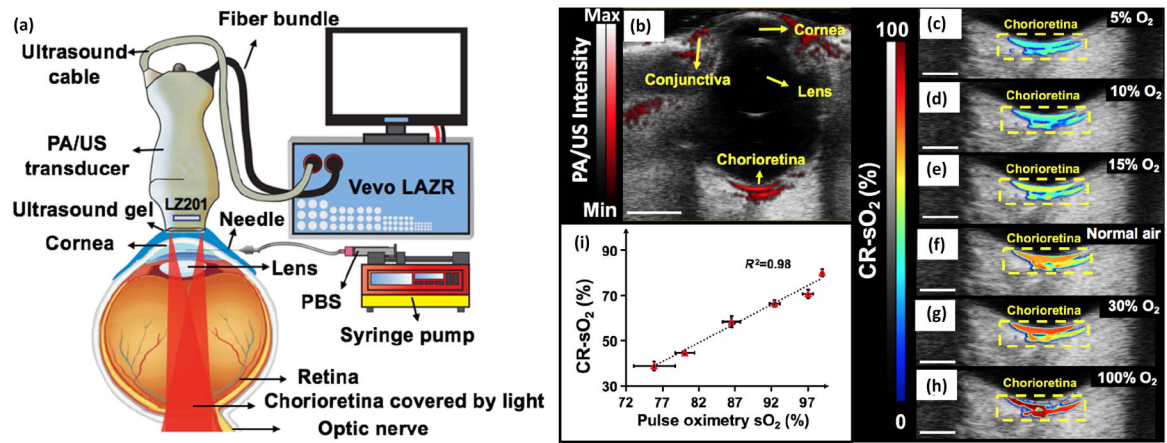 (a)
Fiber bundle
Ultrasound
cable
PA/US
transducer
Vevo LAZR
LZ201
Ultrasound gel
Needle
Cornea
Lens
PBS
Syringe pump
Retina
Chorioretina covered by light
Optic nerve
Max
PA/US Intensity
Min
(b)
Cornea
Conjunctiva
Lens
Chorioretina
(i)
R²=0.98
CR-sO₂ (%)
90
70
50
30
72
77
82
87
92
97
Pulse oximetry sO₂ (%)
100
CR-sO₂ (%)
0
(c)
5% O₂
Chorioretina
(d)
10% O₂
Chorioretina
(e)
15% O₂
Chorioretina
(f)
Normal air
Chorioretina
(g)
30% O₂
Chorioretina
(h)
100% O₂
Chorioretina